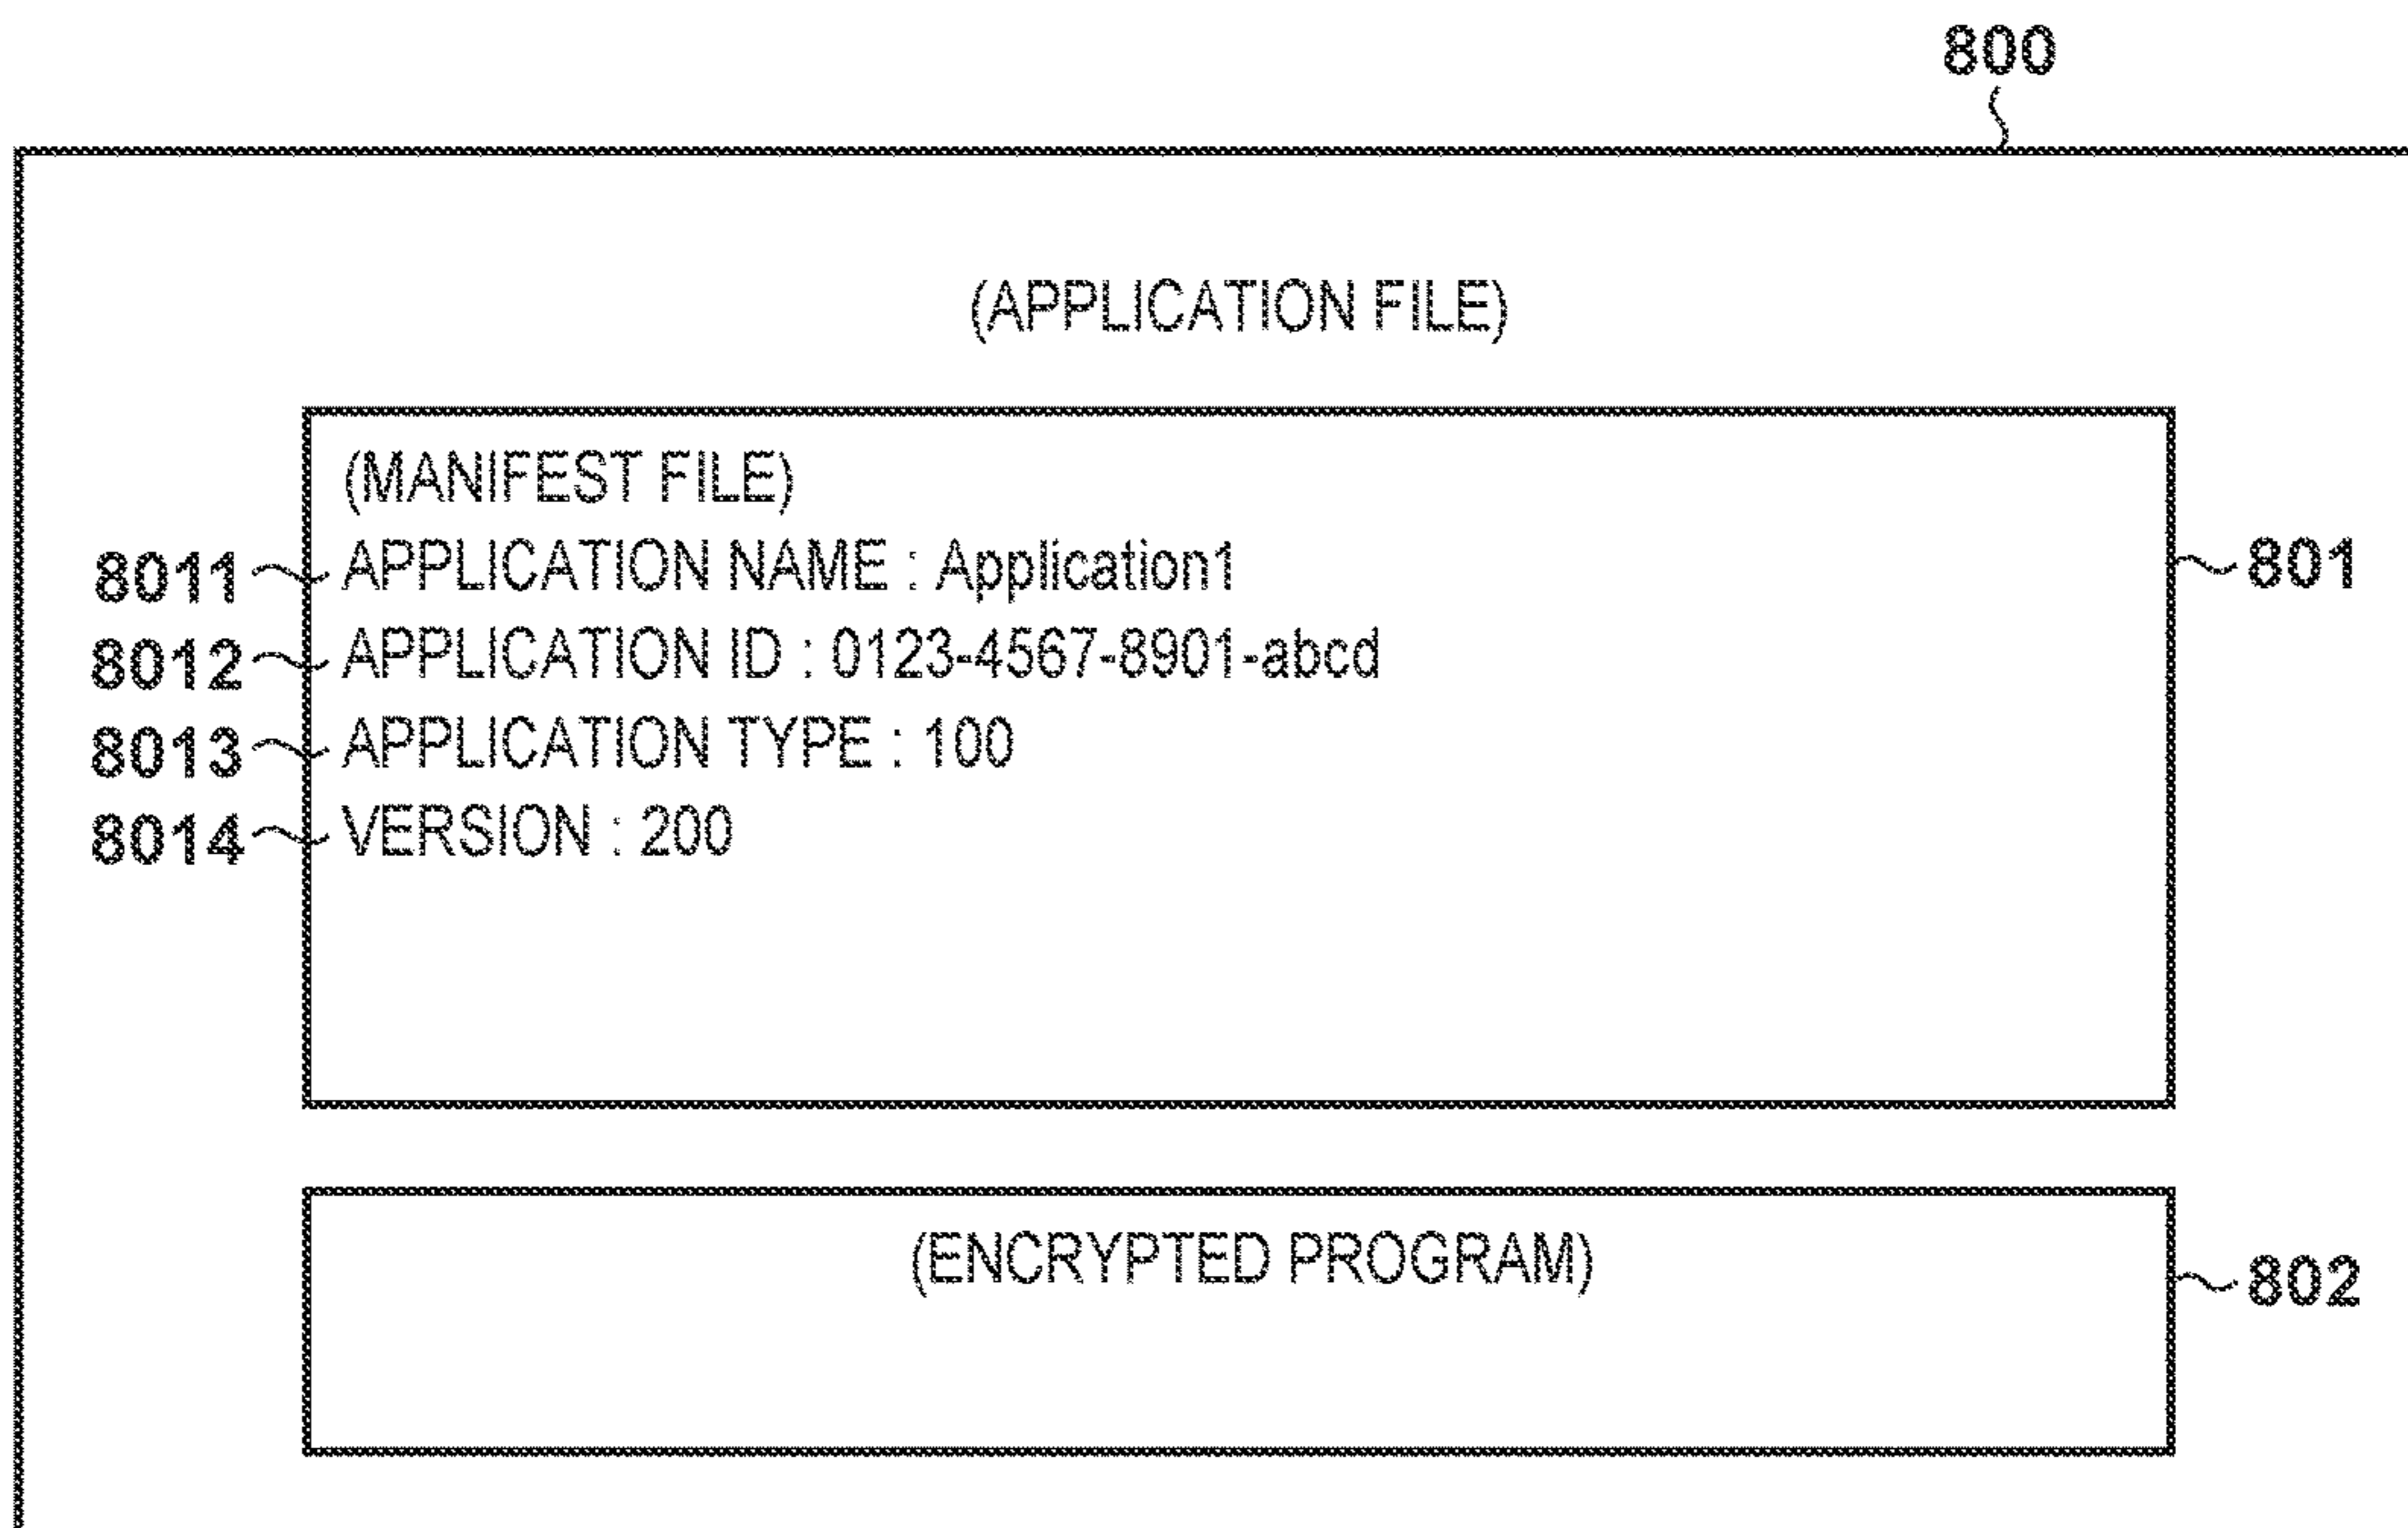 800
(APPLICATION FILE)
(MANIFEST FILE)
8011 APPLICATION NAME : Application1 801
8012 APPLICATION ID : 0123-4567-8901-abcd
8013 APPLICATION TYPE : 100
8014 VERSION : 200
(ENCRYPTED PROGRAM) 802